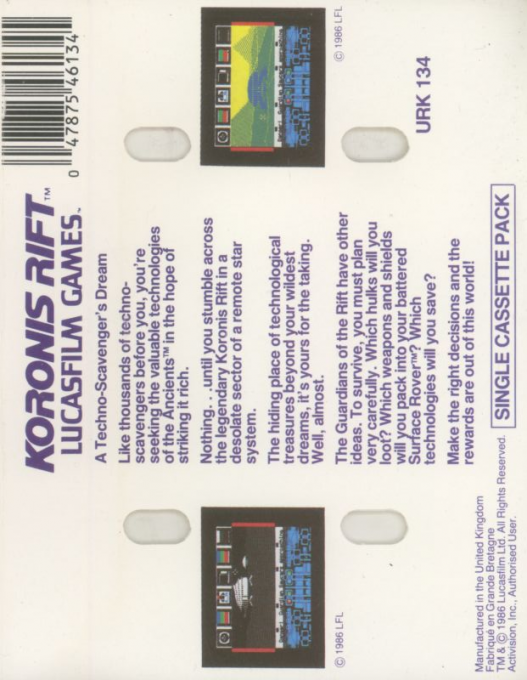 KORONIS RIFT™
LUCASFILM GAMES™
A Techno-Scavenger's Dream
Like thousands of techno-
scavengers before you, you're
seeking the valuable technologies
of the Ancients™ in the hope of
striking it rich.
Nothing. . . until you stumble across
the legendary Koronis Rift in a
desolate sector of a remote star
system.
The hiding place of technological
treasures beyond your wildest
dreams, it's yours for the taking.
Well, almost.
The Guardians of the Rift have other
ideas. To survive, you must plan
very carefully. Which hulks will you
loot? Which weapons and shields
will you pack into your battered
Surface Rover™? Which
technologies will you save?
Make the right decisions and the
rewards are out of this world!
SINGLE CASSETTE PACK
0 47875 46134
© 1986 LFL
URK 134
© 1986 LFL
Manufactured in the United Kingdom
Fabriqué en Grande Bretagne
TM & © 1986 Lucasfilm Ltd. All Rights Reserved.
Activision, Inc., Authorised User.